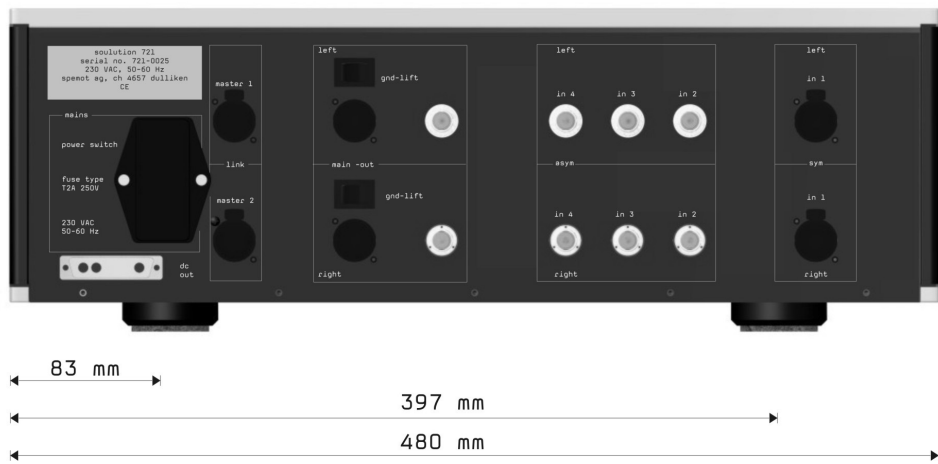 soulution 721
serial no. 721-0025
230 VAC, 50-60 Hz
spemot ag, ch 4657 dulliken
CE
mains
power switch
fuse type
T2A 250V
230 VAC
50-60 Hz
dc
out
master 1
link
master 2
left
gnd-lift
main -out
gnd-lift
right
left
in 4 in 3 in 2
asym
in 4 in 3 in 2
right
left
in 1
sym
in 1
right
83 mm
397 mm
480 mm